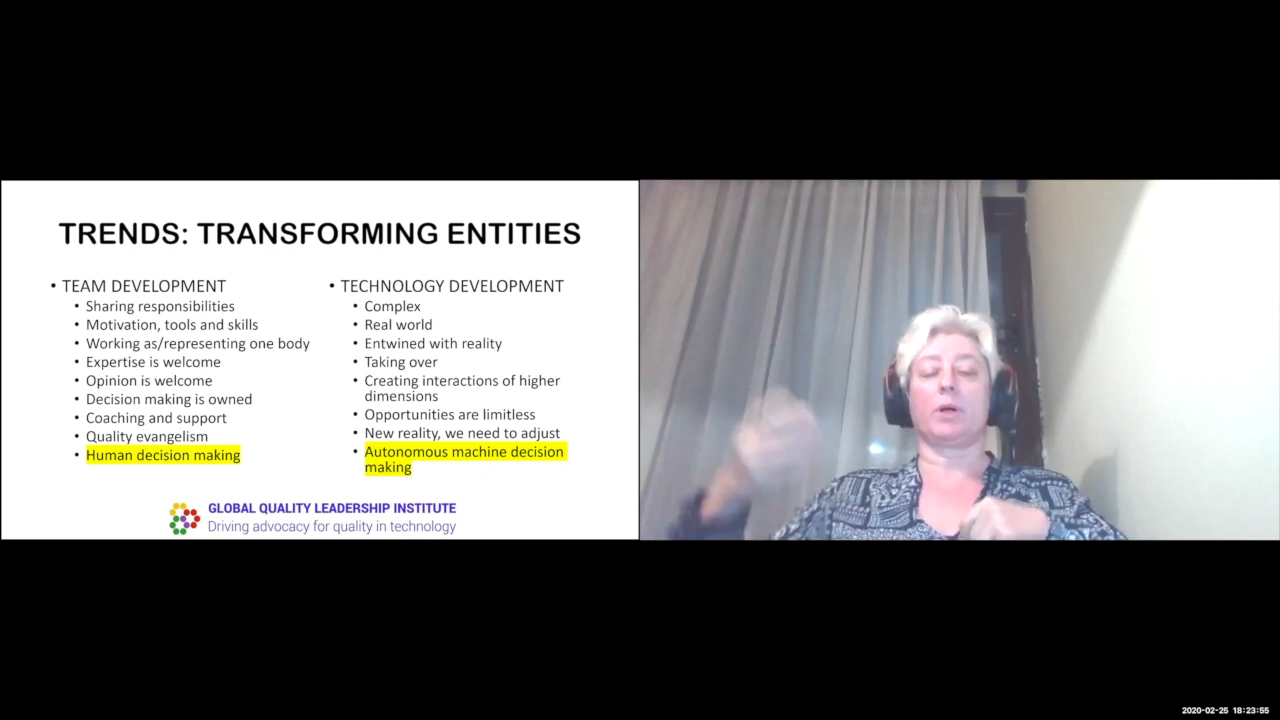 TRENDS: TRANSFORMING ENTITIES
• TEAM DEVELOPMENT
• Sharing responsibilities
• Motivation, tools and skills
• Working as/representing one body
• Expertise is welcome
• Opinion is welcome
• Decision making is owned
• Coaching and support
• Quality evangelism
• Human decision making
• TECHNOLOGY DEVELOPMENT
• Complex
• Real world
• Entwined with reality
• Taking over
• Creating interactions of higher
dimensions
• Opportunities are limitless
• New reality, we need to adjust
• Autonomous machine decision
making
GLOBAL QUALITY LEADERSHIP INSTITUTE
Driving advocacy for quality in technology
2020-02-25 18:23:55